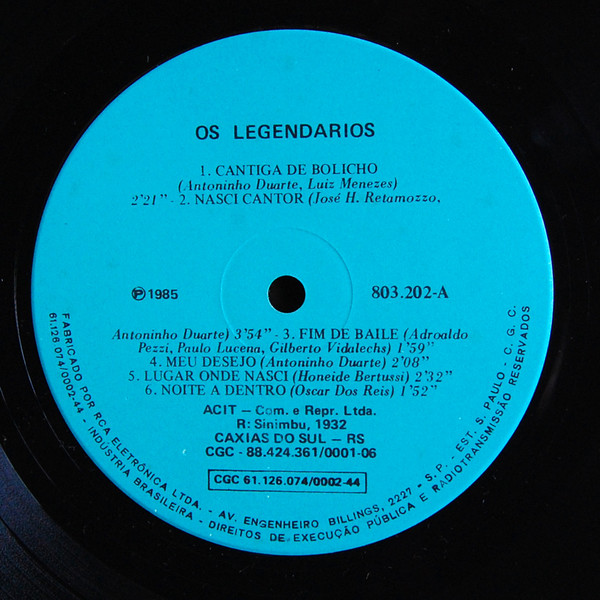 OS LEGENDARIOS
1. CANTIGA DE BOLICHO
(Antoninho Duarte, Luiz Menezes)
2'21" - 2. NASCI CANTOR (José H. Retamozzo,
℗ 1985
803.202-A
Antoninho Duarte) 3'54" - 3. FIM DE BAILE (Adroaldo
Pezzi, Paulo Lucena, Gilberto Vidalechs) 1'59"
4. MEU DESEJO (Antoninho Duarte) 2'08"
5. LUGAR ONDE NASCI (Honeide Bertussi) 2'32"
6. NOITE A DENTRO (Oscar Dos Reis) 1'52"
ACIT — Com. e Repr. Ltda.
R: Sinimbu, 1932
CAXIAS DO SUL — RS
CGC - 88.424.361/0001-06
CGC 61.126.074/0002-44
FABRICADO POR RCA ELETRÔNICA LTDA. - AV. ENGENHEIRO BILLINGS, 2227 - S. P. - EST. S. PAULO - C. G. C.
61.126 074/0002-44 - INDÚSTRIA BRASILEIRA - DIREITOS DE EXECUÇÃO PÚBLICA E RADIOTRANSMISSÃO RESERVADOS